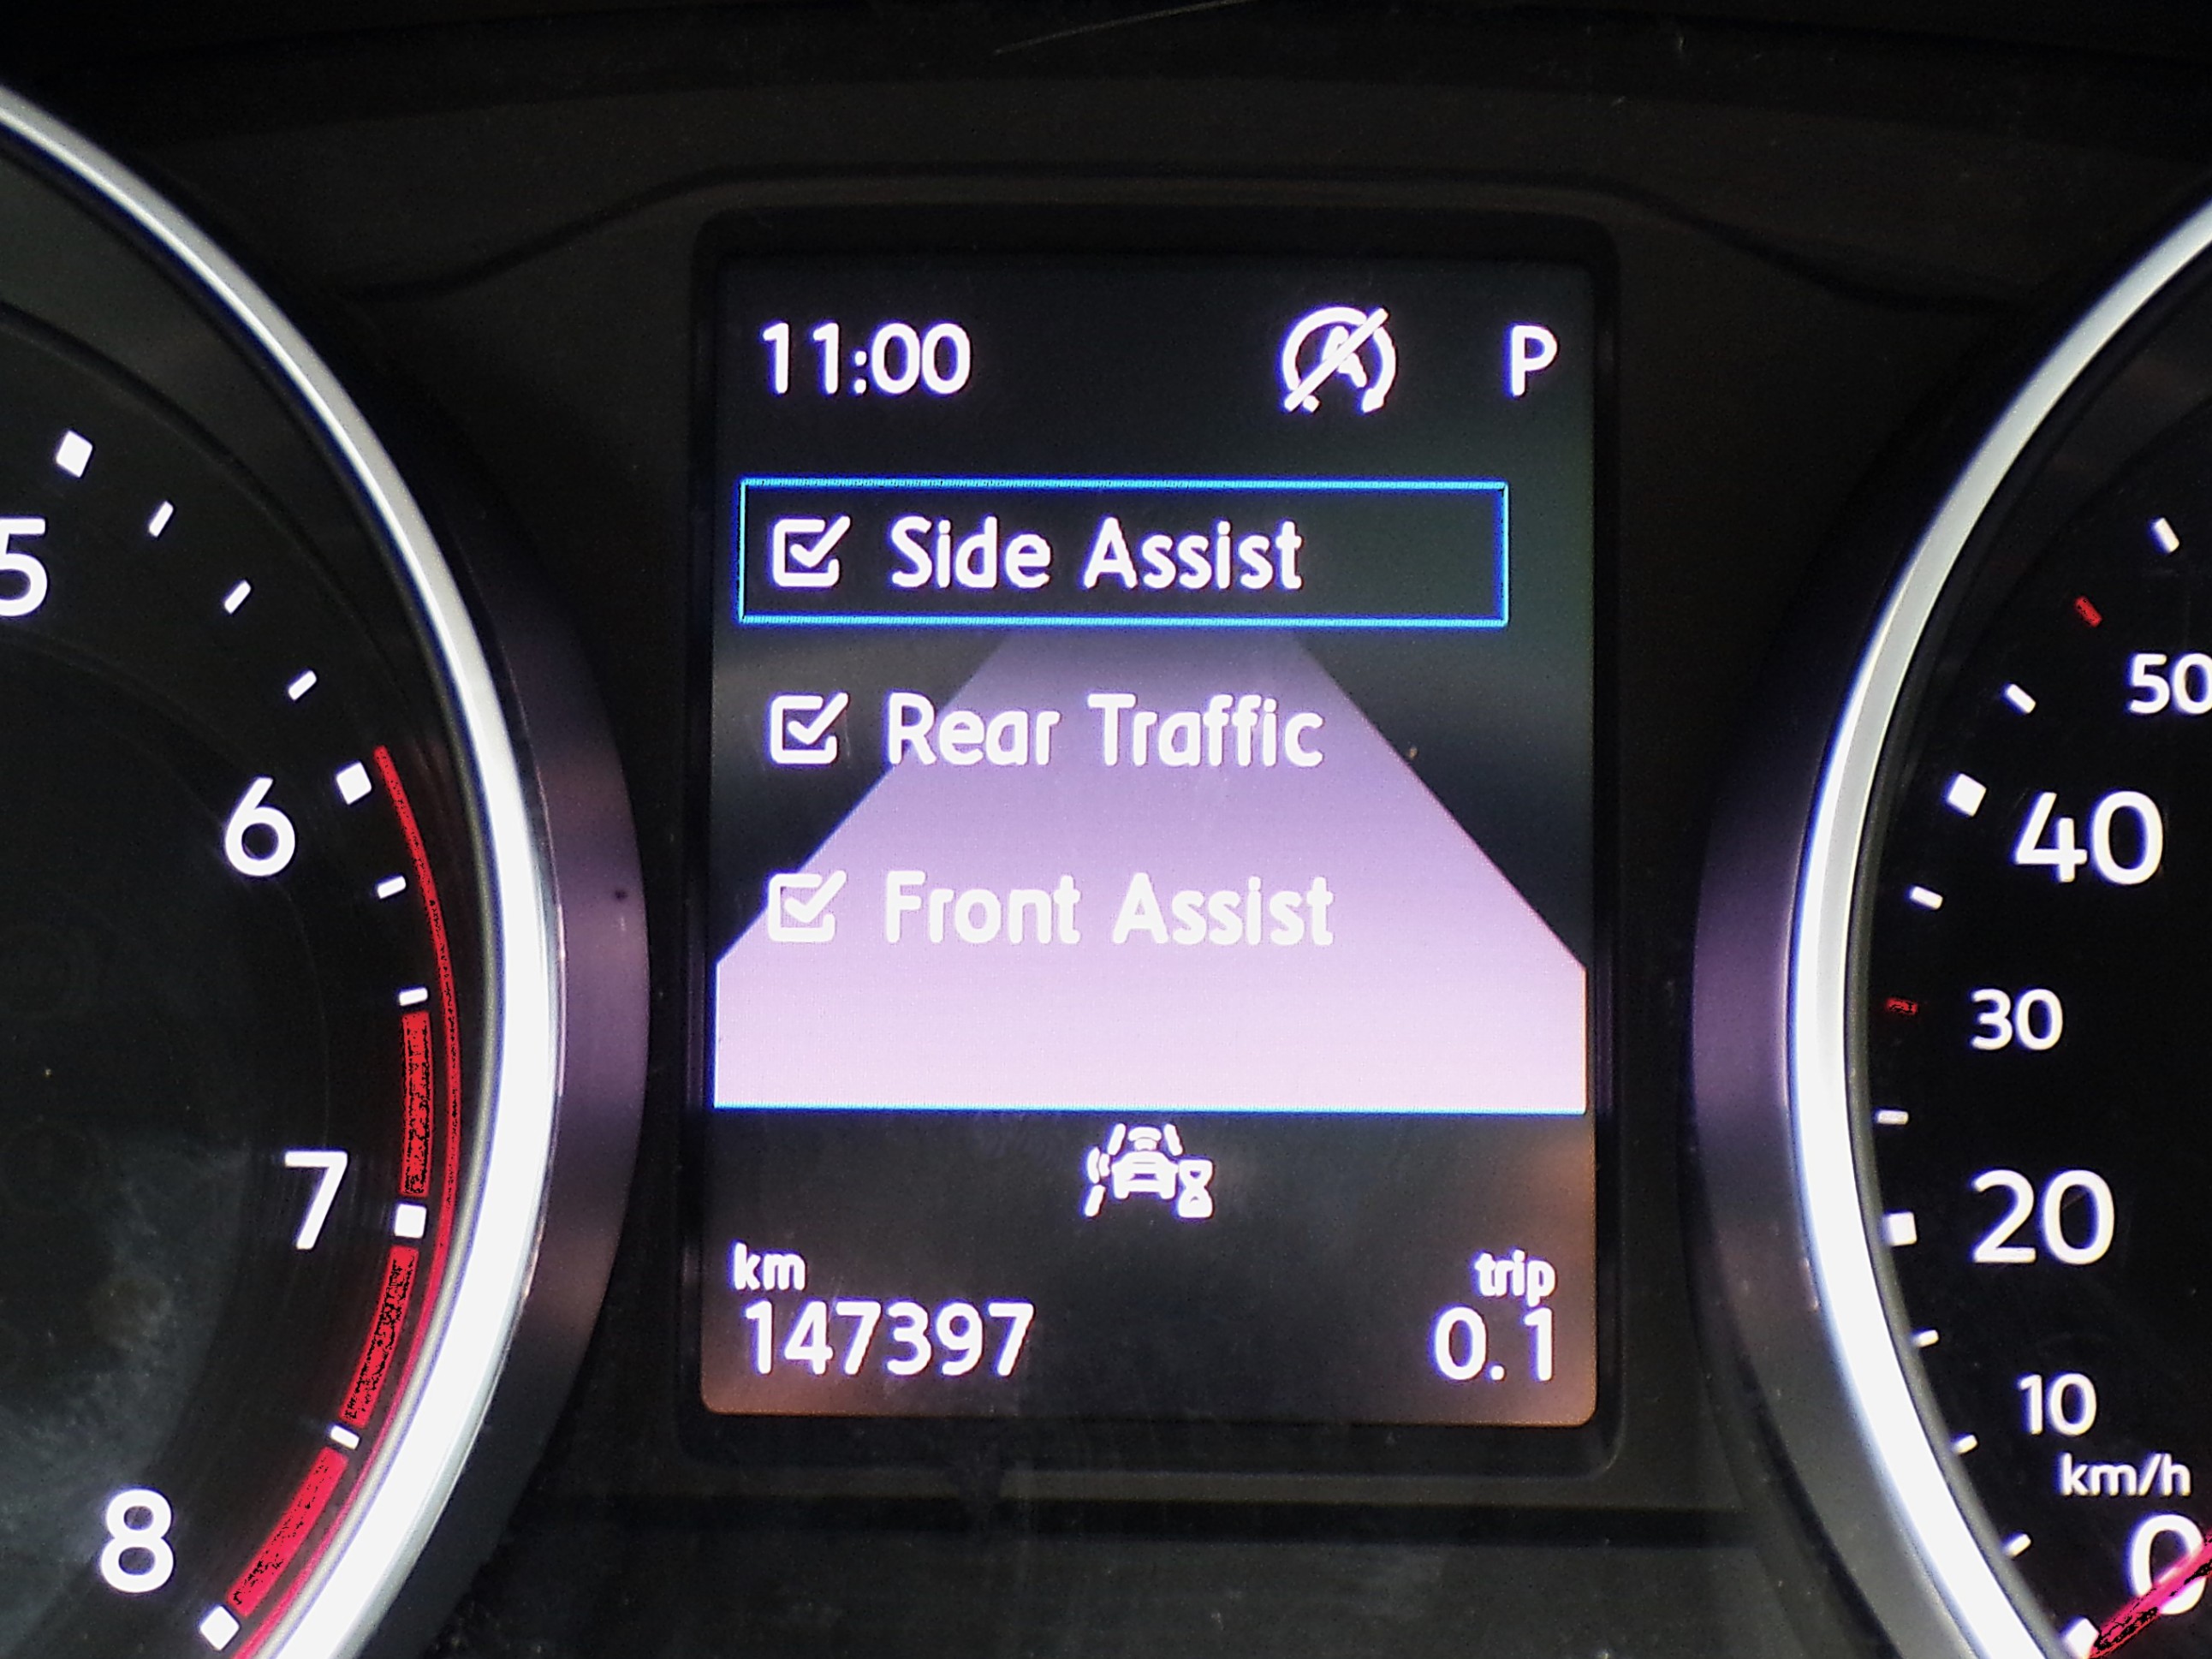 11:00 P
Side Assist
Rear Traffic
Front Assist
km trip
147397 0.1
5
6
7
8
50
40
30
20
10
km/h
0